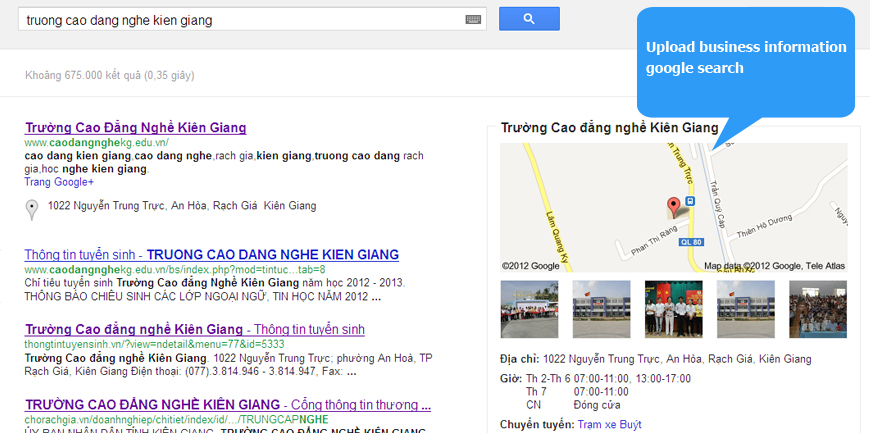 truong cao dang nghe kien giang
Upload business information
google search
Khoảng 675.000 kết quả (0,35 giây)
Trường Cao Đẳng Nghề Kiên Giang
www.caodangnghekg.edu.vn/
cao dang kien giang,cao dang nghe,rach gia,kien giang,truong cao dang rach
gia,hoc nghe kien giang.
Trang Google+
1022 Nguyễn Trung Trực, An Hòa, Rạch Giá Kiên Giang
Thông tin tuyển sinh - TRUONG CAO DANG NGHE KIEN GIANG
www.caodangnghekg.edu.vn/bs/index.php?mod=tintuc...tab=8
Chỉ tiêu tuyển sinh Trường Cao đẳng nghề Kiên Giang năm học 2012 - 2013.
THÔNG BÁO CHIÊU SINH CÁC LỚP NGOẠI NGỮ, TIN HỌC NĂM 2012 ...
Trường Cao đẳng nghề Kiên Giang - Thông tin tuyển sinh
thongtintuyensinh.vn/?view=ndetail&menu=77&id=5333
Trường Cao đẳng nghề Kiên Giang. 1022 Nguyễn Trung Trực; phường An Hoà, TP
Rạch Giá, Kiên Giang Điện thoại: (077).3.814.946 - 3.814.947, Fax: ...
TRƯỜNG CAO ĐẲNG NGHỀ KIÊN GIANG - Cổng thông tin thương ...
chorachgia.vn/doanhnghiep/chitiet/index/id/.../TRUNGCAPNGHE
ỦY BAN NHÂN DÂN TỈNH KIÊN GIANG. TRƯỜNG CAO ĐẲNG NGHỀ KIÊN GIANG
Trường Cao đẳng nghề Kiên Giang
Trung Trực
Trần Quý Cáp
Lâm Quang Ky
Phan Thị Ràng
Thiên Hộ Dương
QL 80
©2012 Google
Map data ©2012 Google, Tele Atlas
Địa chỉ: 1022 Nguyễn Trung Trực, An Hòa, Rạch Giá, Kiên Giang
Giờ: Th 2-Th 6 07:00-11:00, 13:00-17:00
Th 7 07:00-11:00
CN Đóng cửa
Chuyển tuyến: Trạm xe Buýt